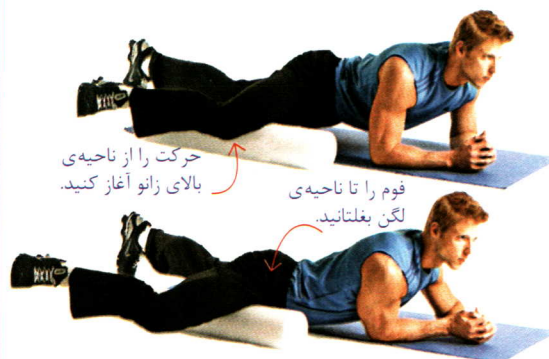 حرکت را از ناحیه‌ی
بالای زانو آغاز کنید.
فوم را تا ناحیه‌ی
لگن بغلتانید.